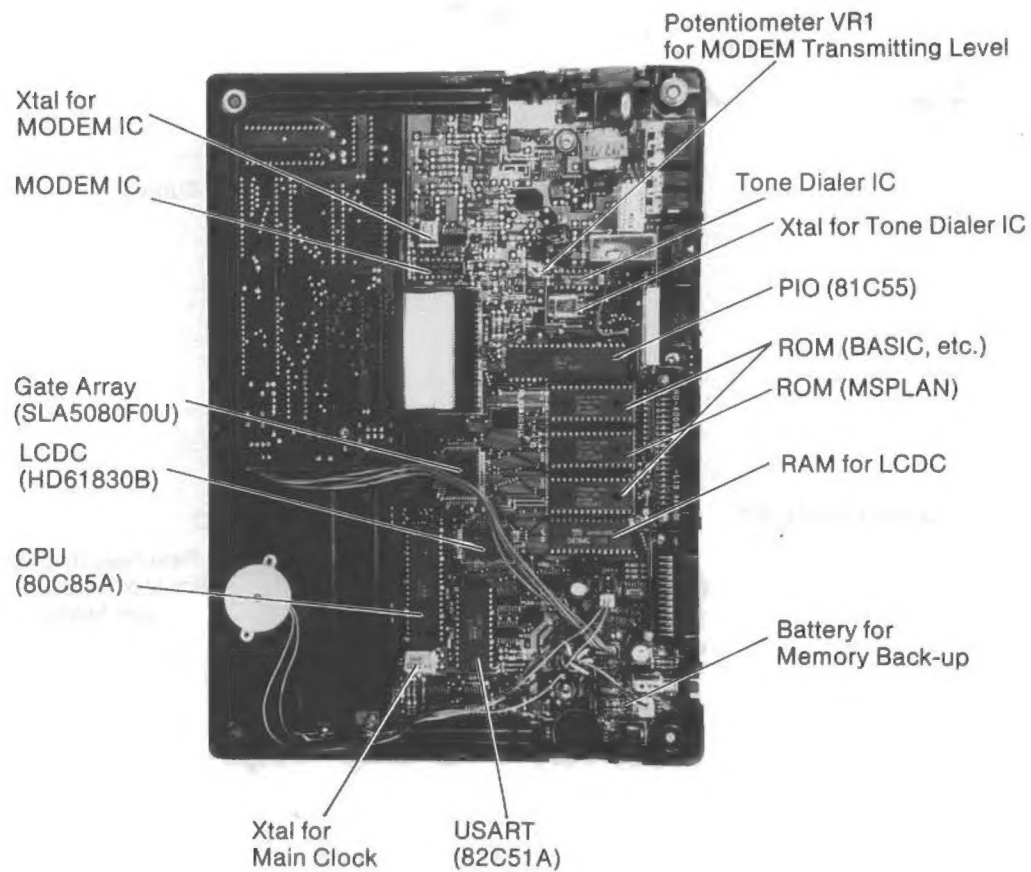 Potentiometer VR1
for MODEM Transmitting Level
Xtal for
MODEM IC
MODEM IC
Tone Dialer IC
Xtal for Tone Dialer IC
PIO (81C55)
ROM (BASIC, etc.)
ROM (MSPLAN)
Gate Array
(SLA5080F0U)
LCDC
(HD61830B)
RAM for LCDC
CPU
(80C85A)
Battery for
Memory Back-up
Xtal for
Main Clock
USART
(82C51A)